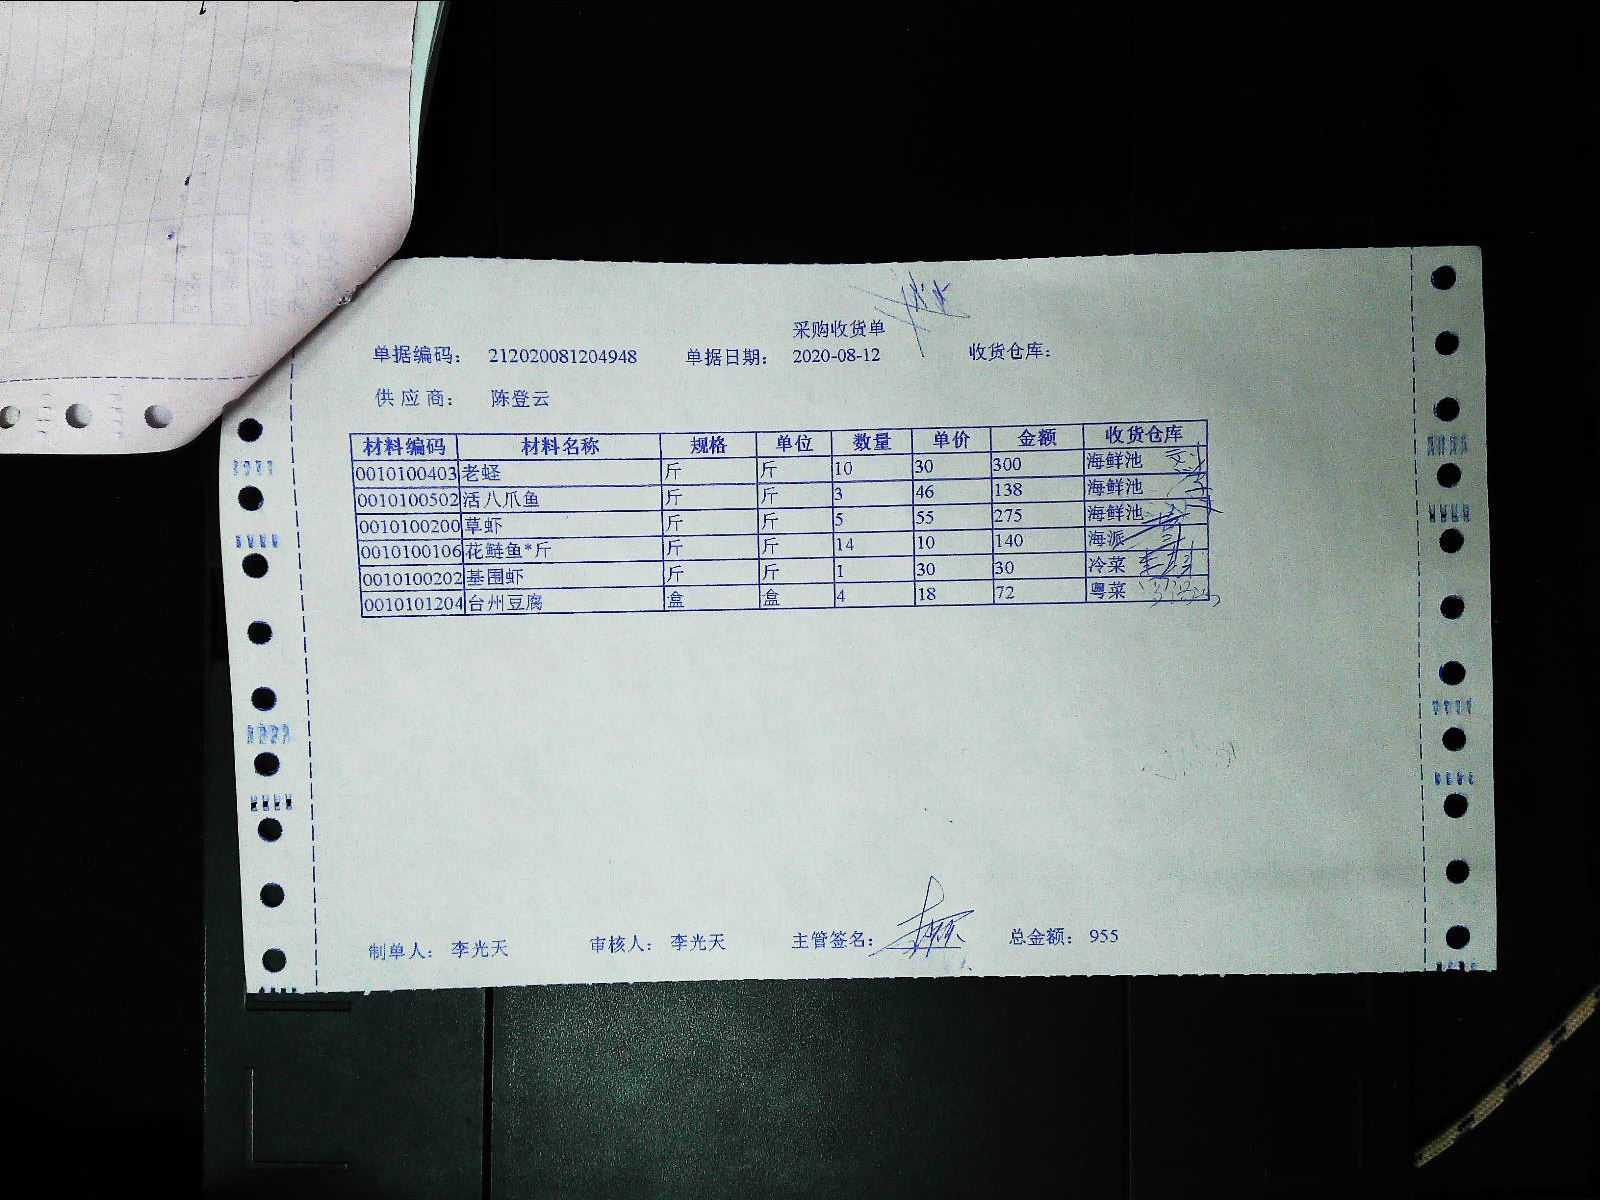 采购收货单
单据编码： 212020081204948 单据日期： 2020-08-12 收货仓库：
供应商： 陈登云
材料编码 材料名称 规格 单位 数量 单价 金额 收货仓库
0010100403 老蛏 斤 斤 10 30 300 海鲜池
0010100502 活八爪鱼 斤 斤 3 46 138 海鲜池
0010100200 草虾 斤 斤 5 55 275 海鲜池
0010100106 花鲢鱼*斤 斤 斤 14 10 140 海派
0010100202 基围虾 斤 斤 1 30 30 冷菜
0010101204 台州豆腐 盒 盒 4 18 72 粤菜
制单人： 李光天 审核人： 李光天 主管签名： 总金额： 955